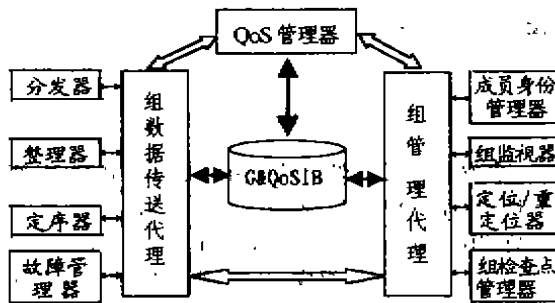 QoS 管理器
分发器
整理器
定序器
故障管
理器
组数据传送代理
G&QoSIB
组管理代理
成员身份
管理器
组监视器
定位/重
定位器
组检查点
管理器